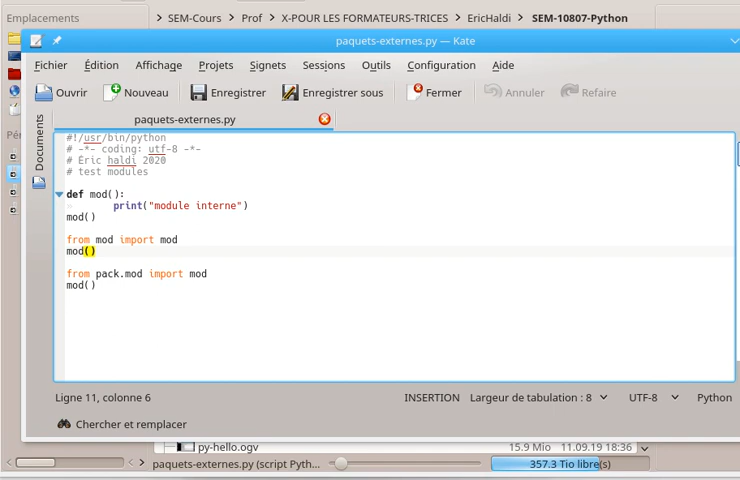 Emplacements
SEM-Cours
Prof
X-POUR LES FORMATEURS-TRICES
EricHaldi
SEM-10807-Python
paquets-externes.py — Kate
Fichier
Édition
Affichage
Projets
Signets
Sessions
Outils
Configuration
Aide
Ouvrir
Nouveau
Enregistrer
Enregistrer sous
Fermer
Annuler
Refaire
Documents
paquets-externes.py
#!/usr/bin/python
# -*- coding: utf-8 -*-
# Éric haldi 2020
# test modules
def mod():
print("module interne")
mod()
from mod import mod
mod()
from pack.mod import mod
mod()
Ligne 11, colonne 6
INSERTION
Largeur de tabulation : 8
UTF-8
Python
Chercher et remplacer
py-hello.ogv
15.9 Mio
11.09.19 18:36
paquets-externes.py (script Pyth...
357.3 Tio libre(s)